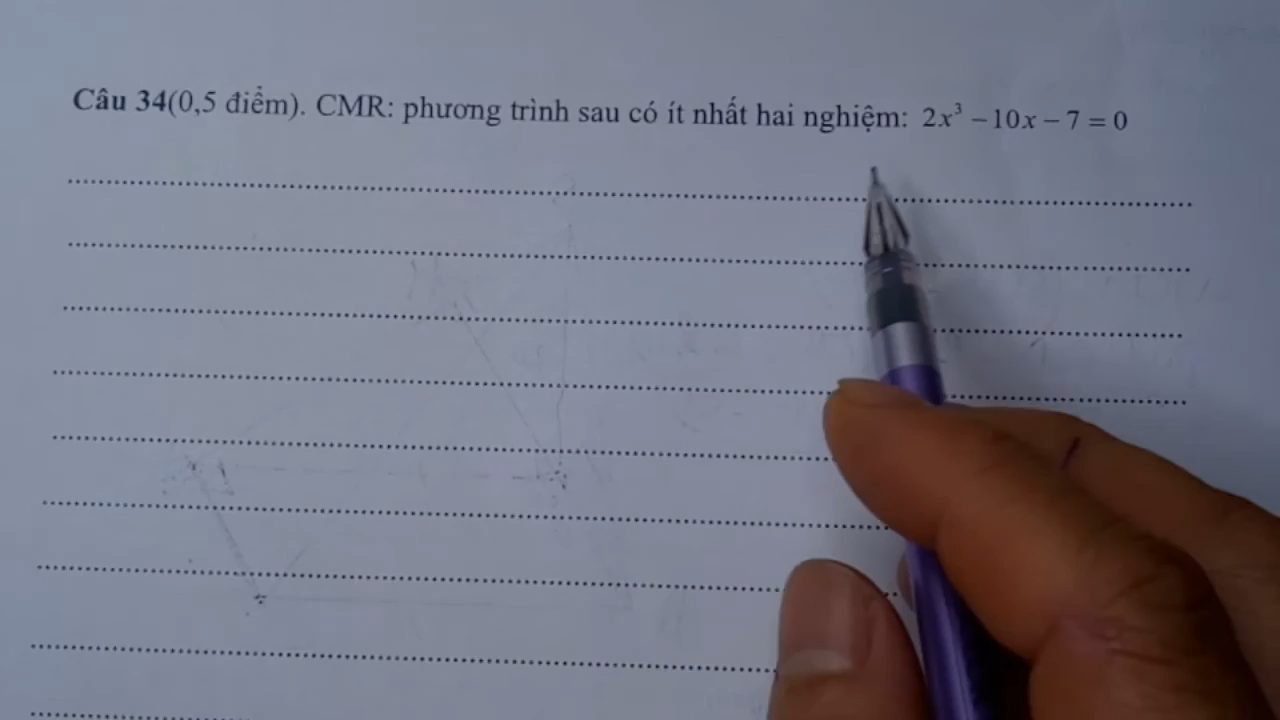 Câu 34(0,5 điểm). CMR: phương trình sau có ít nhất hai nghiệm: 2x³ − 10x − 7 = 0